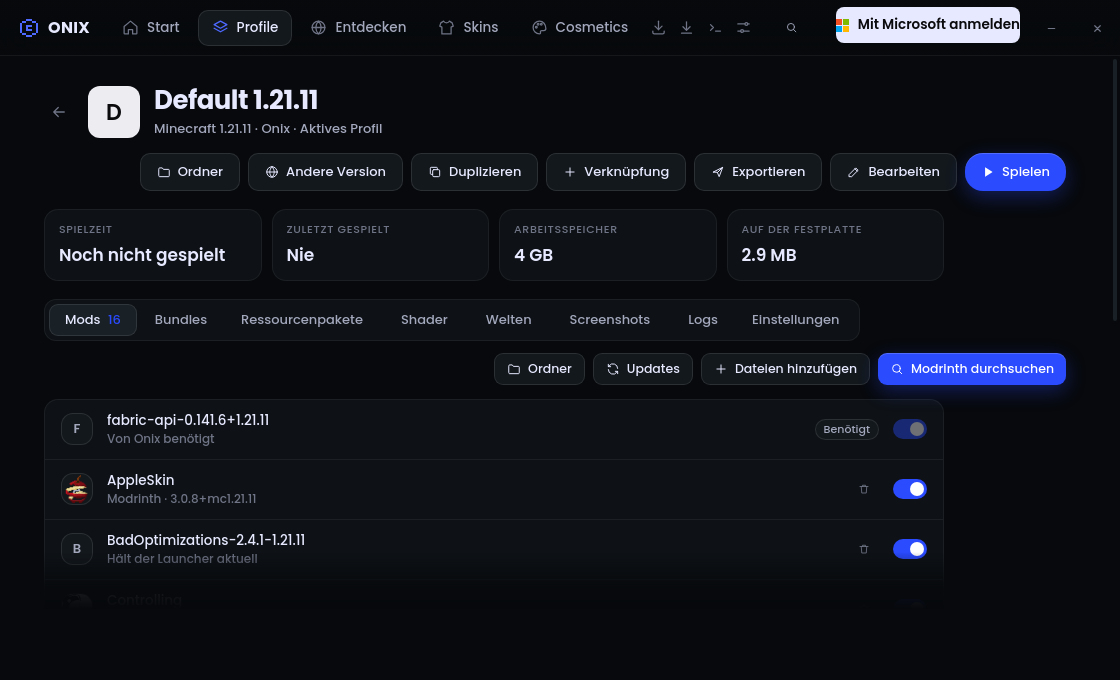 ONIX
Start
Profile
Entdecken
Skins
Cosmetics
Mit Microsoft anmelden
D
Default 1.21.11
Minecraft 1.21.11 · Onix · Aktives Profil
Ordner
Andere Version
Duplizieren
Verknüpfung
Exportieren
Bearbeiten
Spielen
SPIELZEIT
Noch nicht gespielt
ZULETZT GESPIELT
Nie
ARBEITSSPEICHER
4 GB
AUF DER FESTPLATTE
2.9 MB
Mods 16
Bundles
Ressourcenpakete
Shader
Welten
Screenshots
Logs
Einstellungen
Ordner
Updates
Dateien hinzufügen
Modrinth durchsuchen
F
fabric-api-0.141.6+1.21.11
Von Onix benötigt
Benötigt
AppleSkin
Modrinth · 3.0.8+mc1.21.11
B
BadOptimizations-2.4.1-1.21.11
Hält der Launcher aktuell
Controlling